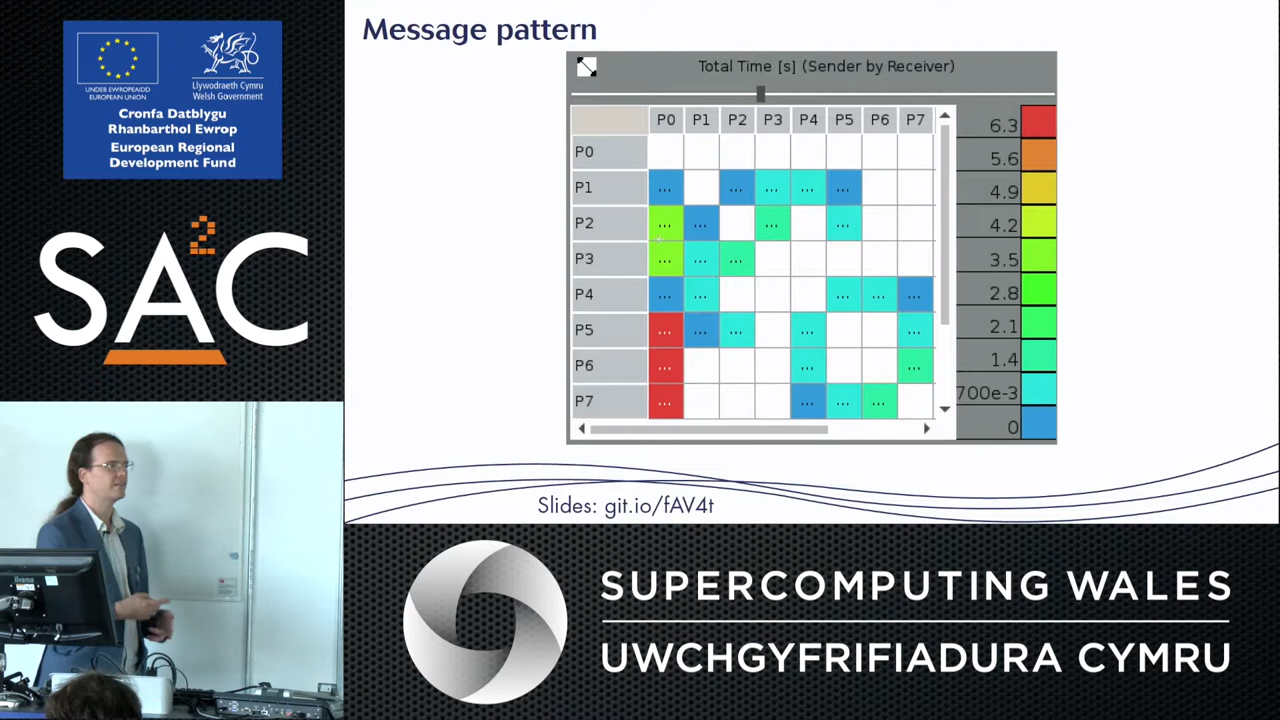 UNDEB EWROPEAIDD
EUROPEAN UNION
Llywodraeth Cymru
Welsh Government
Cronfa Datblygu
Rhanbarthol Ewrop
European Regional
Development Fund
SA2C
Message pattern
Total Time [s] (Sender by Receiver)
P0 P1 P2 P3 P4 P5 P6 P7
P0
P1 ... ... ... ... ...
P2 ... ... ... ...
P3 ... ... ...
P4 ... ... ... ... ...
P5 ... ... ... ... ...
P6 ... ... ...
P7 ... ... ... ...
6.3
5.6
4.9
4.2
3.5
2.8
2.1
1.4
700e-3
0
Slides: git.io/fAV4t
iiyama
SUPERCOMPUTING WALES
UWCHGYFRIFIADURA CYMRU